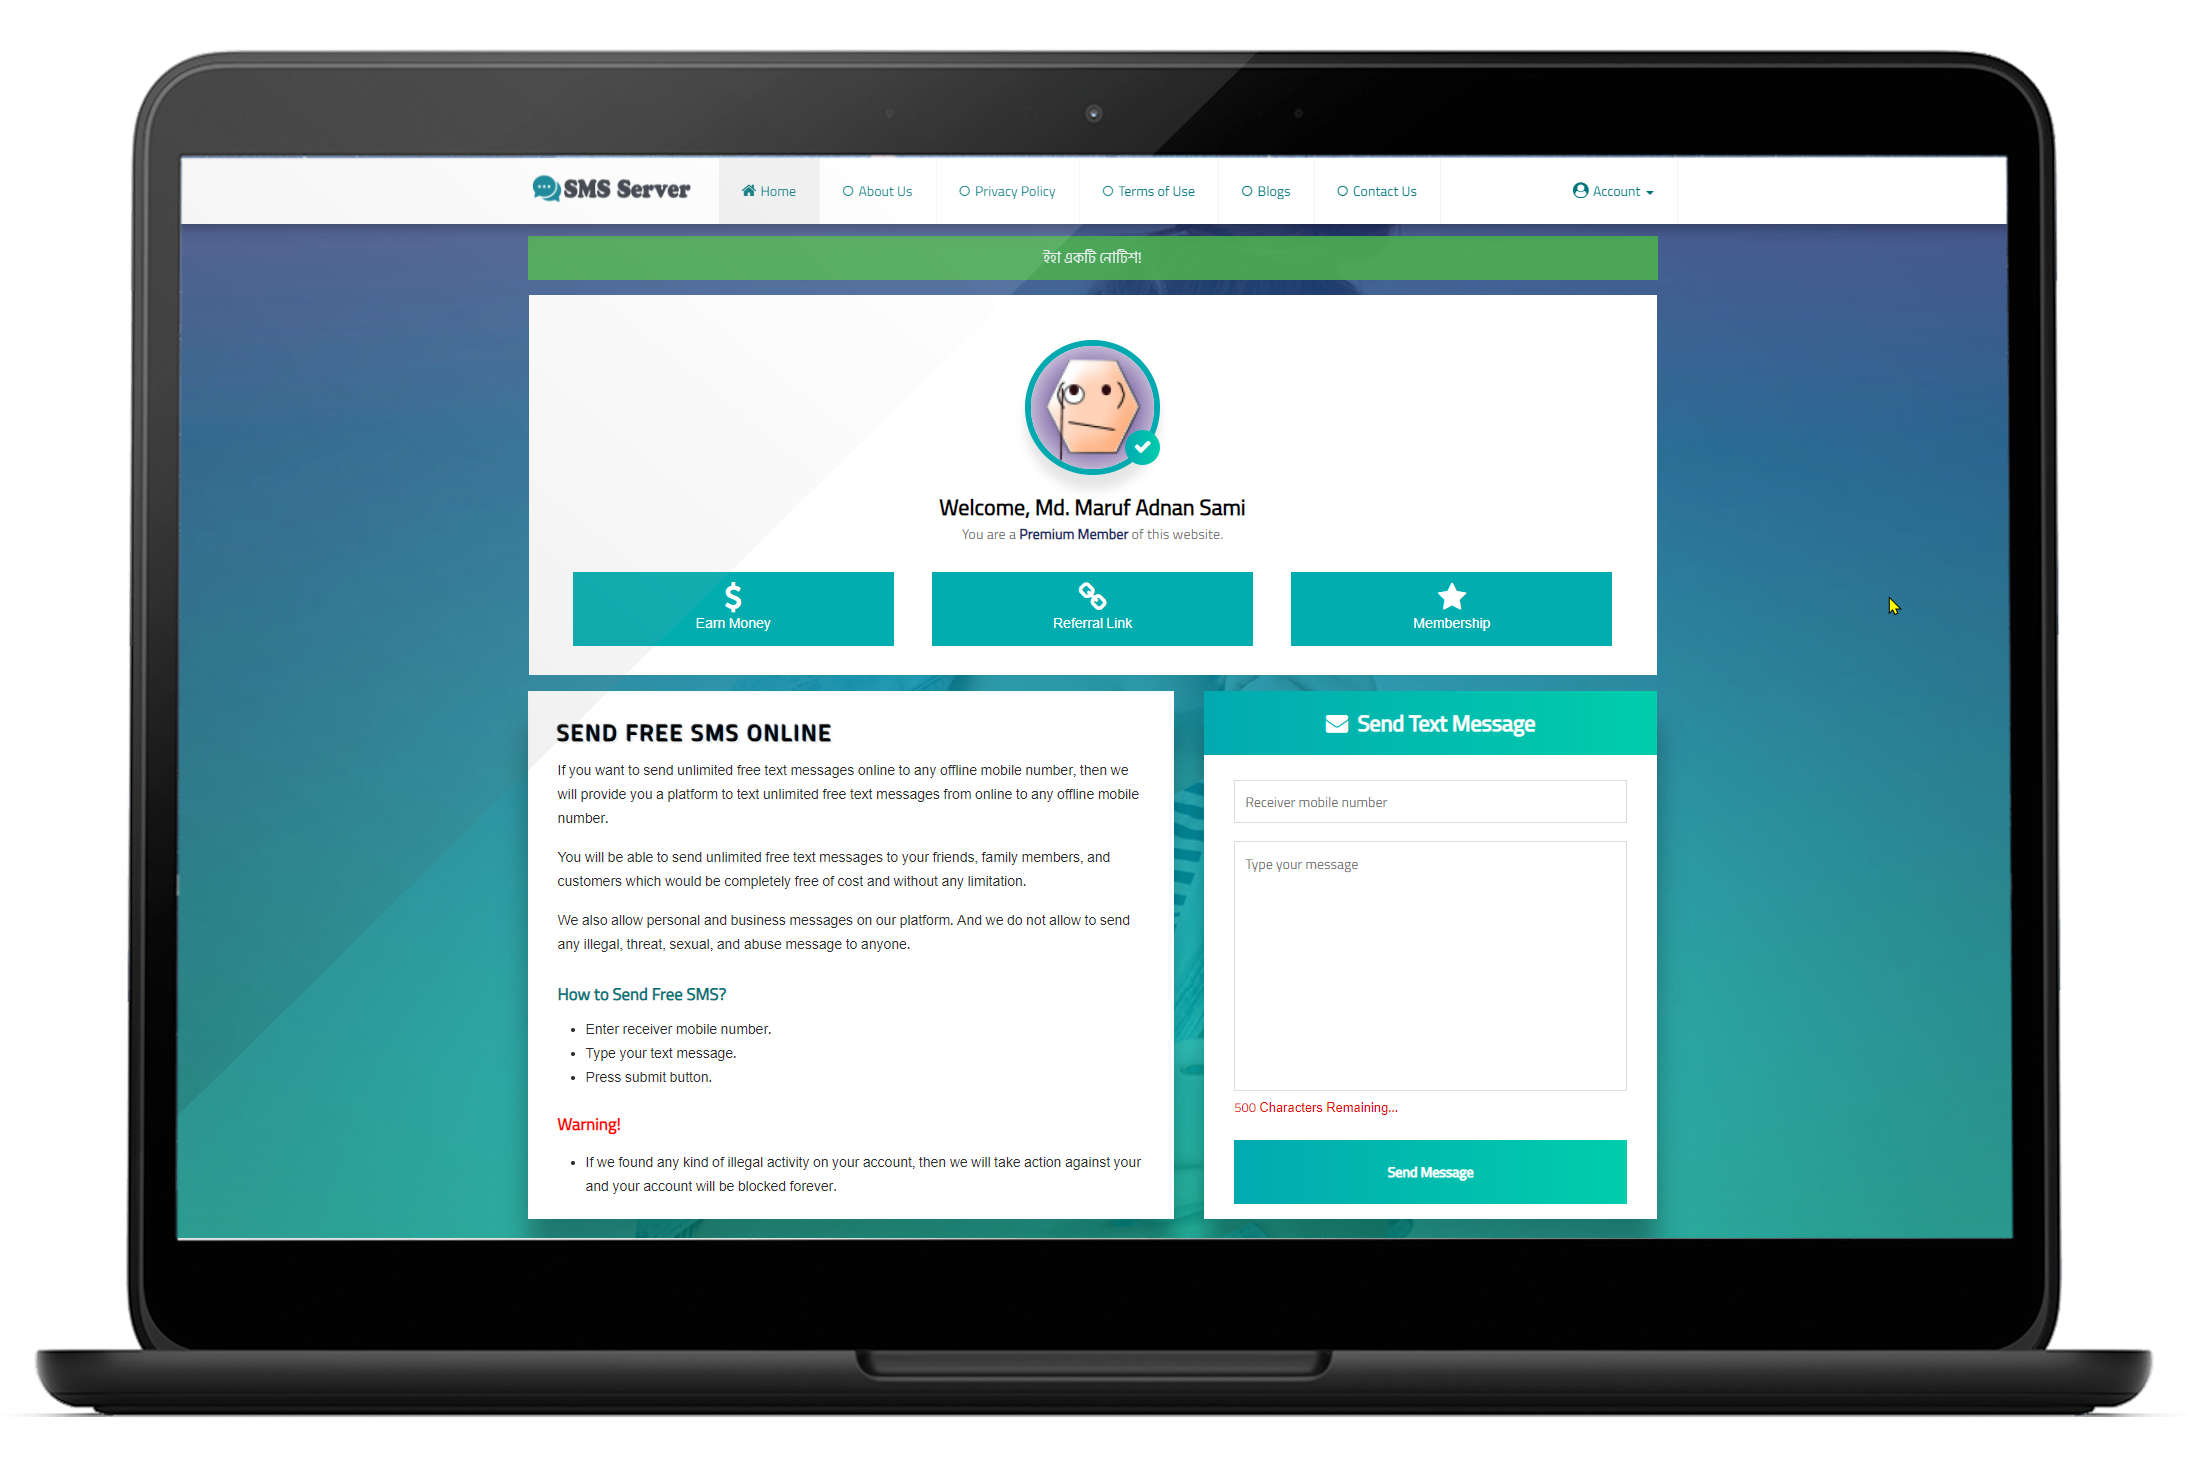 SMS Server
Home
About Us
Privacy Policy
Terms of Use
Blogs
Contact Us
Account
ইহা একটি নোটিশ!
Welcome, Md. Maruf Adnan Sami
You are a Premium Member of this website.
Earn Money
Referral Link
Membership
SEND FREE SMS ONLINE
If you want to send unlimited free text messages online to any offline mobile number, then we
will provide you a platform to text unlimited free text messages from online to any offline mobile
number.
You will be able to send unlimited free text messages to your friends, family members, and
customers which would be completely free of cost and without any limitation.
We also allow personal and business messages on our platform. And we do not allow to send
any illegal, threat, sexual, and abuse message to anyone.
How to Send Free SMS?
• Enter receiver mobile number.
• Type your text message.
• Press submit button.
Warning!
• If we found any kind of illegal activity on your account, then we will take action against your
and your account will be blocked forever.
Send Text Message
Receiver mobile number
Type your message
500 Characters Remaining...
Send Message